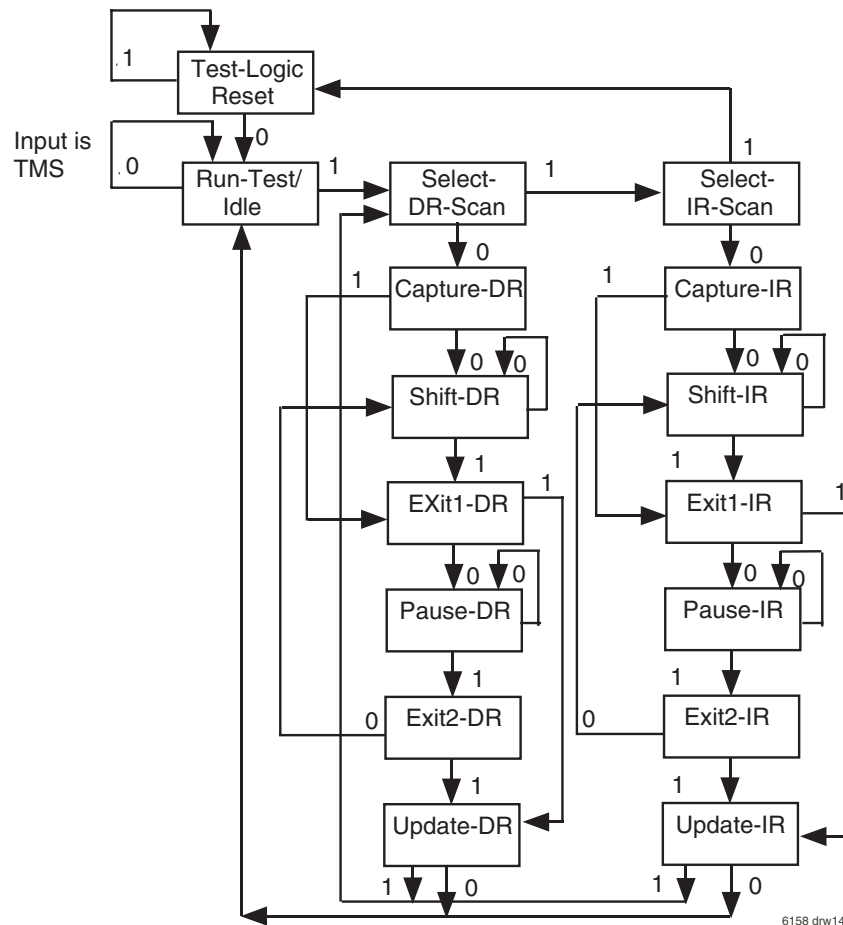 .1
Test-Logic
Reset
0
1
Input is
TMS
.0
Run-Test/
Idle
1
Select-
DR-Scan
1
Select-
IR-Scan
0
0
1
Capture-DR
1
Capture-IR
0
0
0
0
Shift-DR
Shift-IR
1
1
EXit1-DR
1
Exit1-IR
1
0
0
0
0
Pause-DR
Pause-IR
1
1
0
Exit2-DR
0
Exit2-IR
1
1
Update-DR
Update-IR
1
0
1
0
6158 drw14